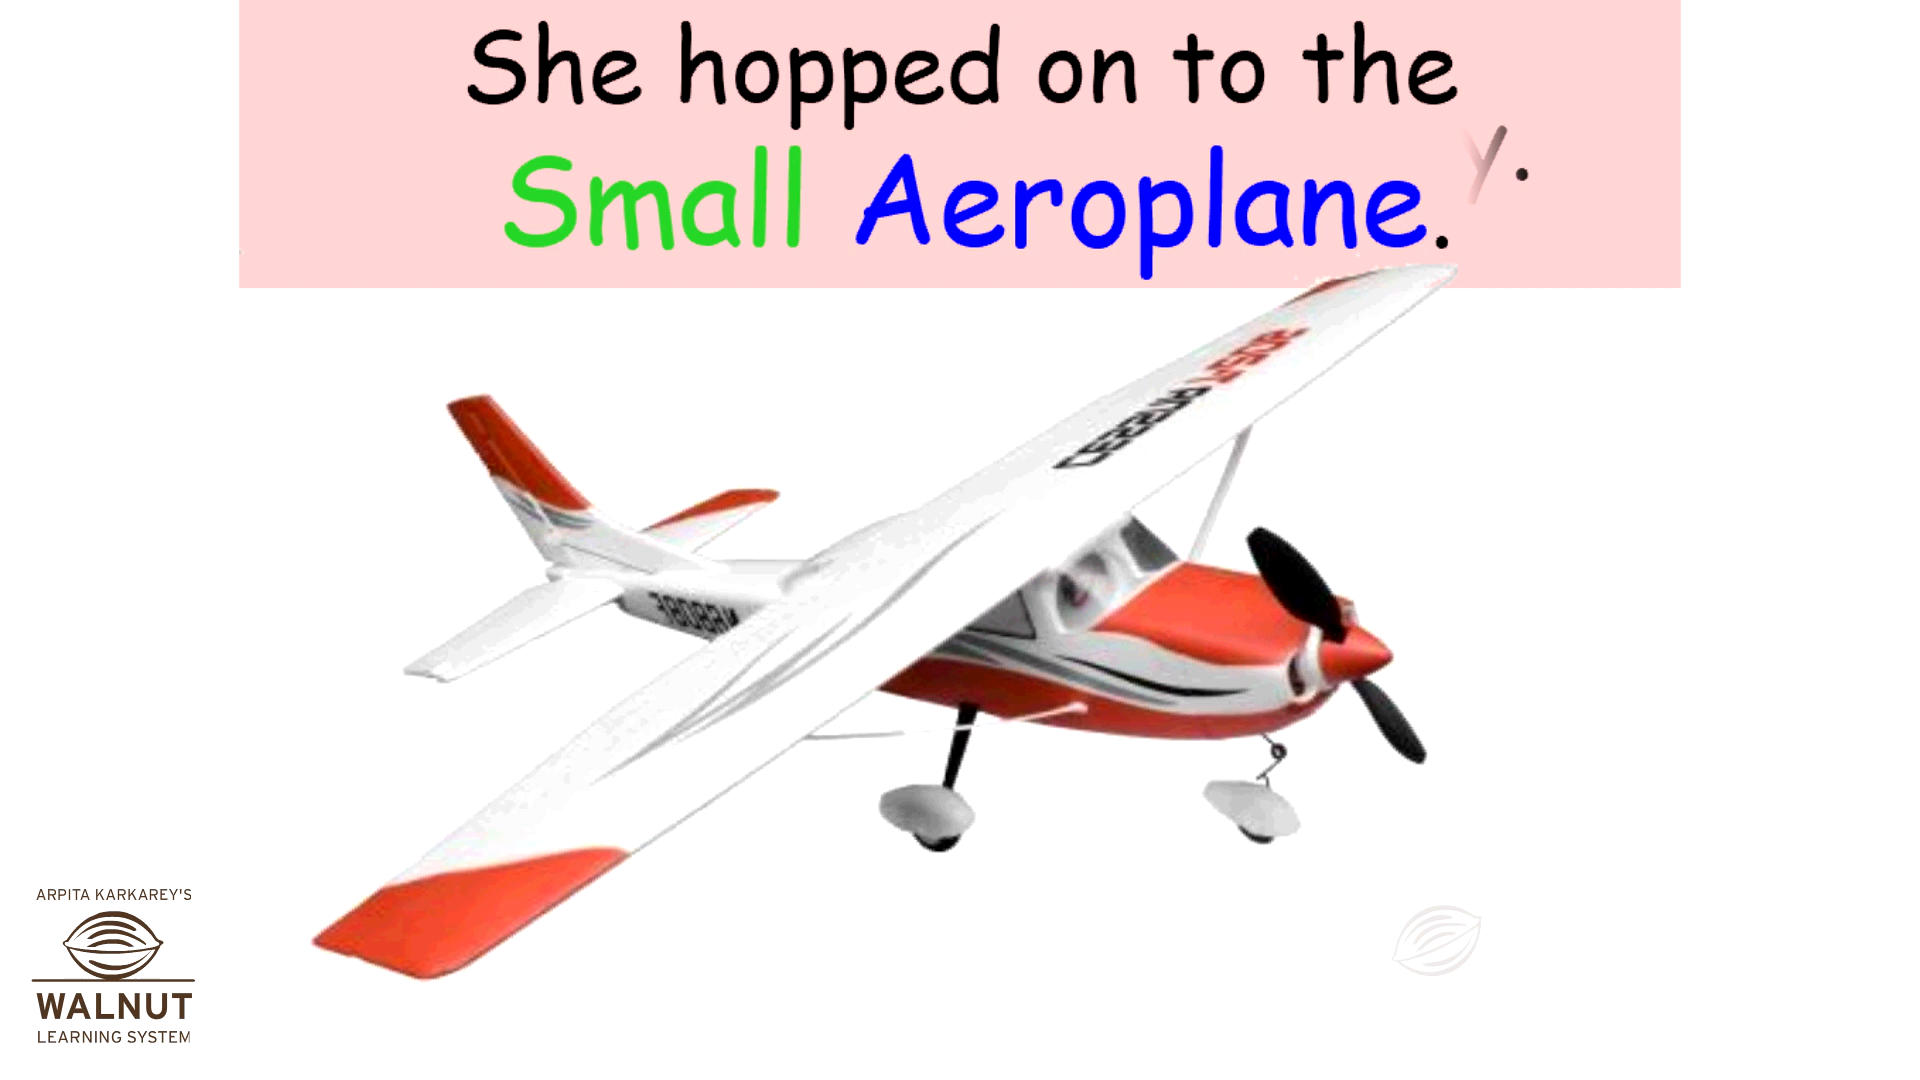 She hopped on to the
Small Aeroplane.
y.
ARPITA KARKAREY'S
WALNUT
LEARNING SYSTEM